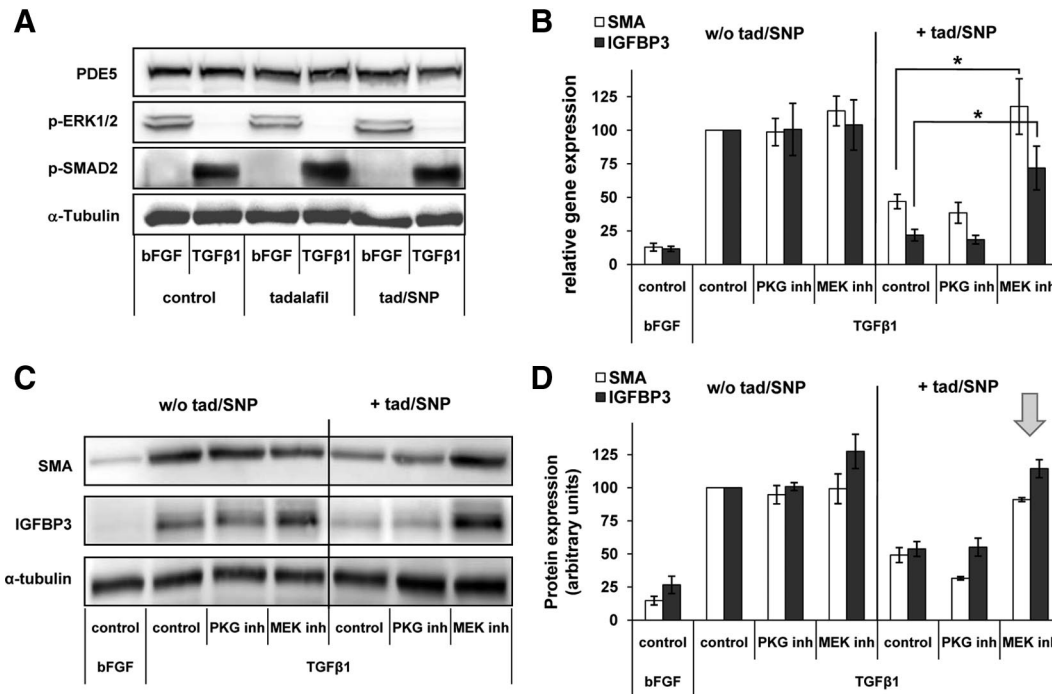 A
PDE5
p-ERK1/2
p-SMAD2
α-Tubulin
bFGF TGFβ1 bFGF TGFβ1 bFGF TGFβ1
control tadalafil tad/SNP
B
SMA
IGFBP3
w/o tad/SNP + tad/SNP
relative gene expression
125
100
75
50
25
0
* 
*
control control PKG inh MEK inh control PKG inh MEK inh
bFGF TGFβ1
C
w/o tad/SNP + tad/SNP
SMA
IGFBP3
α-tubulin
control control PKG inh MEK inh control PKG inh MEK inh
bFGF TGFβ1
D
SMA
IGFBP3
w/o tad/SNP + tad/SNP
Protein expression
(arbitrary units)
125
100
75
50
25
0
control control PKG inh MEK inh control PKG inh MEK inh
bFGF TGFβ1